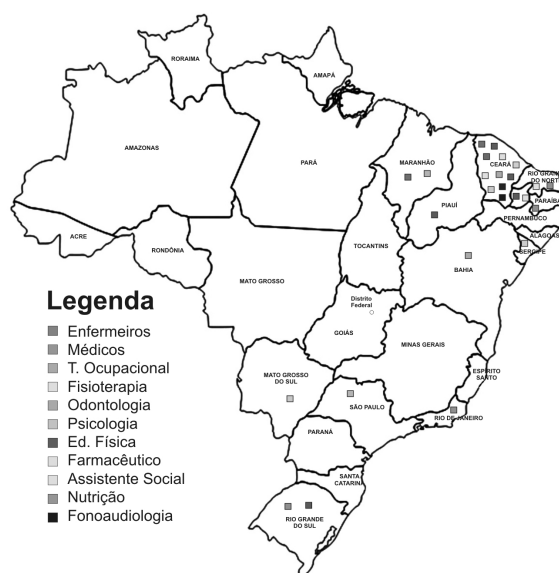 RORAIMA
AMAPÁ
AMAZONAS
PARÁ
MARANHÃO
CEARÁ
RIO GRANDE
DO NORTE
PARAÍBA
PIAUÍ
PERNAMBUCO
ACRE
ALAGOAS
SERGIPE
RONDÔNIA
TOCANTINS
BAHIA
MATO GROSSO
Distrito
Federal
GOIÁS
MINAS GERAIS
MATO GROSSO
DO SUL
ESPÍRITO
SANTO
SÃO PAULO
RIO DE JANEIRO
PARANÁ
SANTA
CATARINA
RIO GRANDE
DO SUL
Legenda
Enfermeiros
Médicos
T. Ocupacional
Fisioterapia
Odontologia
Psicologia
Ed. Física
Farmacêutico
Assistente Social
Nutrição
Fonoaudiologia